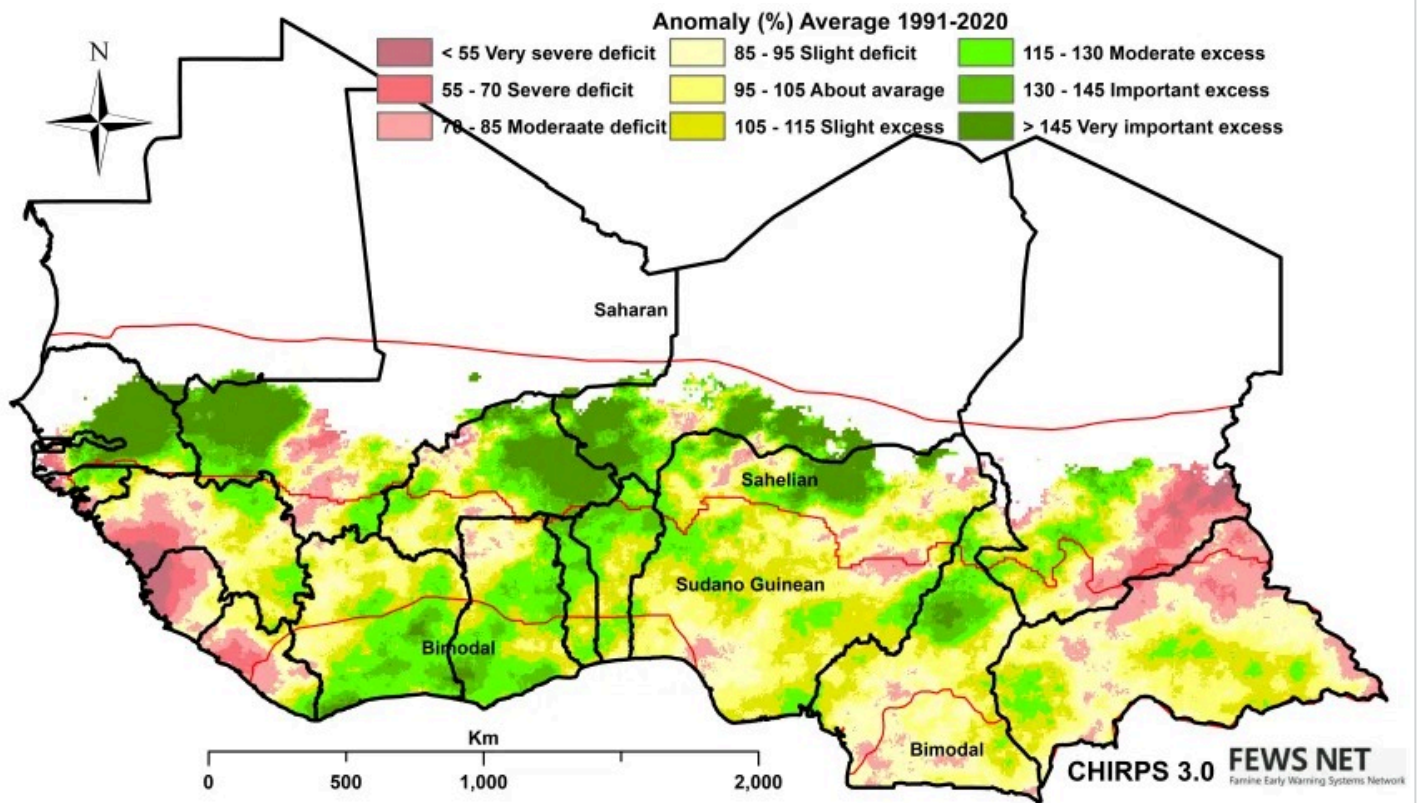 Anomaly (%) Average 1991-2020
N
< 55 Very severe deficit
85 - 95 Slight deficit
115 - 130 Moderate excess
55 - 70 Severe deficit
95 - 105 About avarage
130 - 145 Important excess
70 - 85 Moderaate deficit
105 - 115 Slight excess
> 145 Very important excess
Saharan
Sahelian
Sudano Guinean
Bimodal
Bimodal
Km
0 500 1,000 2,000
CHIRPS 3.0
FEWS NET
Famine Early Warning Systems Network